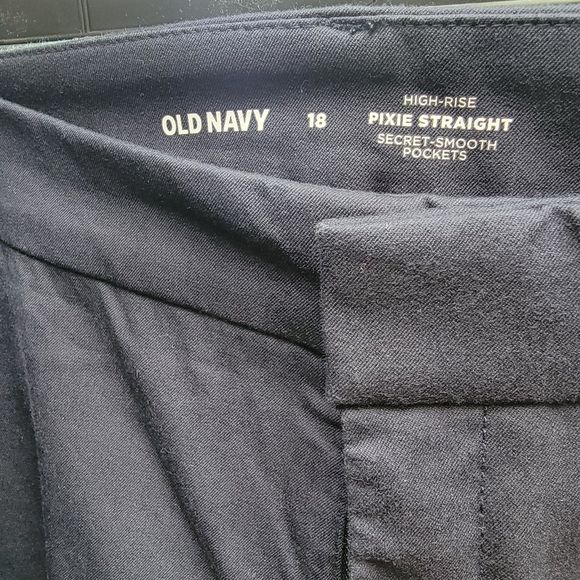 OLD NAVY 18
HIGH-RISE
PIXIE STRAIGHT
SECRET-SMOOTH
POCKETS